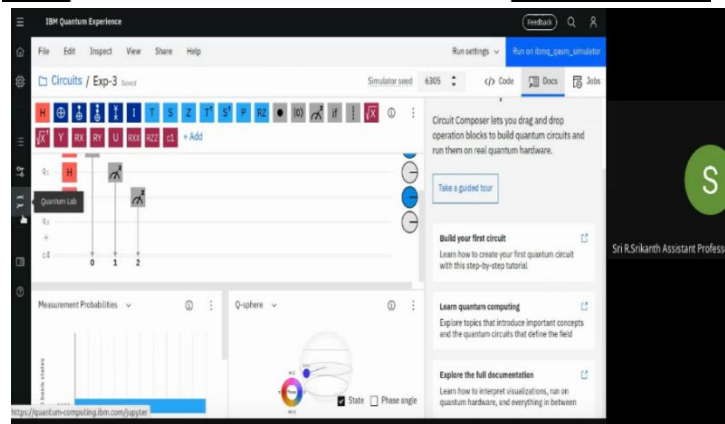 IBM Quantum Experience
Feedback
File Edit Inspect View Share Help
Run settings
Run on ibmq_qasm_simulator
Circuits / Exp-3 Saved
Simulator seed 6305
</> Code
Docs
Jobs
H
I T S Z T† S† P RZ |0⟩ if √X
√X† Y RX RY U RXX RZZ c1 + Add
Circuit Composer lets you drag and drop
operation blocks to build quantum circuits and
run them on real quantum hardware.
Take a guided tour
q1 H z
Quantum Lab z
q3
+
c4 0 1 2
Build your first circuit
Learn how to create your first quantum circuit
with this step-by-step tutorial.
Learn quantum computing
Explore topics that introduce important concepts
and the quantum circuits that define the field
Explore the full documentation
Learn how to interpret visualizations, run on
quantum hardware, and everything in between
Measurement Probabilities
Q-sphere
State
Phase angle
https://quantum-computing.ibm.com/jupyter
S
Sri R.Srikanth Assistant Profess